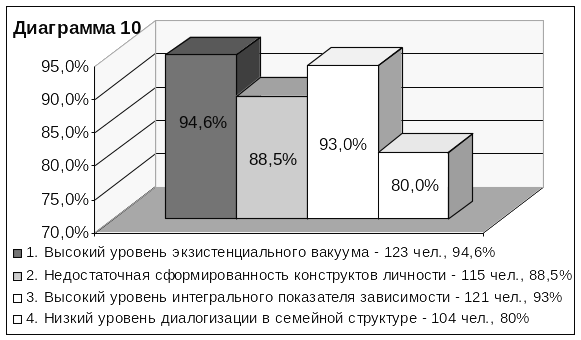 Диаграмма 10
95,0%
90,0%
85,0%
80,0%
75,0%
70,0%
94,6%
88,5%
93,0%
80,0%
1. Высокий уровень экзистенциального вакуума - 123 чел., 94,6%
2. Недостаточная сформированность конструктов личности - 115 чел., 88,5%
3. Высокий уровень интегрального показателя зависимости - 121 чел., 93%
4. Низкий уровень диалогизации в семейной структуре - 104 чел., 80%